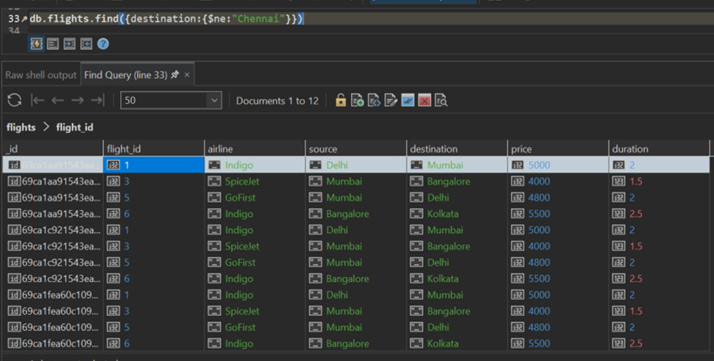 33 db.flights.find({destination:{$ne:"Chennai"}})
34
Raw shell output Find Query (line 33) ×
50 Documents 1 to 12
flights > flight_id
_id flight_id airline source destination price duration
69ca1aa91543ea... 1 Indigo Delhi Mumbai 5000 2
69ca1aa91543ea... 3 SpiceJet Mumbai Bangalore 4000 1.5
69ca1aa91543ea... 5 GoFirst Mumbai Delhi 4800 2
69ca1aa91543ea... 6 Indigo Bangalore Kolkata 5500 2.5
69ca1c921543ea... 1 Indigo Delhi Mumbai 5000 2
69ca1c921543ea... 3 SpiceJet Mumbai Bangalore 4000 1.5
69ca1c921543ea... 5 GoFirst Mumbai Delhi 4800 2
69ca1c921543ea... 6 Indigo Bangalore Kolkata 5500 2.5
69ca1fea60c109... 1 Indigo Delhi Mumbai 5000 2
69ca1fea60c109... 3 SpiceJet Mumbai Bangalore 4000 1.5
69ca1fea60c109... 5 GoFirst Mumbai Delhi 4800 2
69ca1fea60c109... 6 Indigo Bangalore Kolkata 5500 2.5